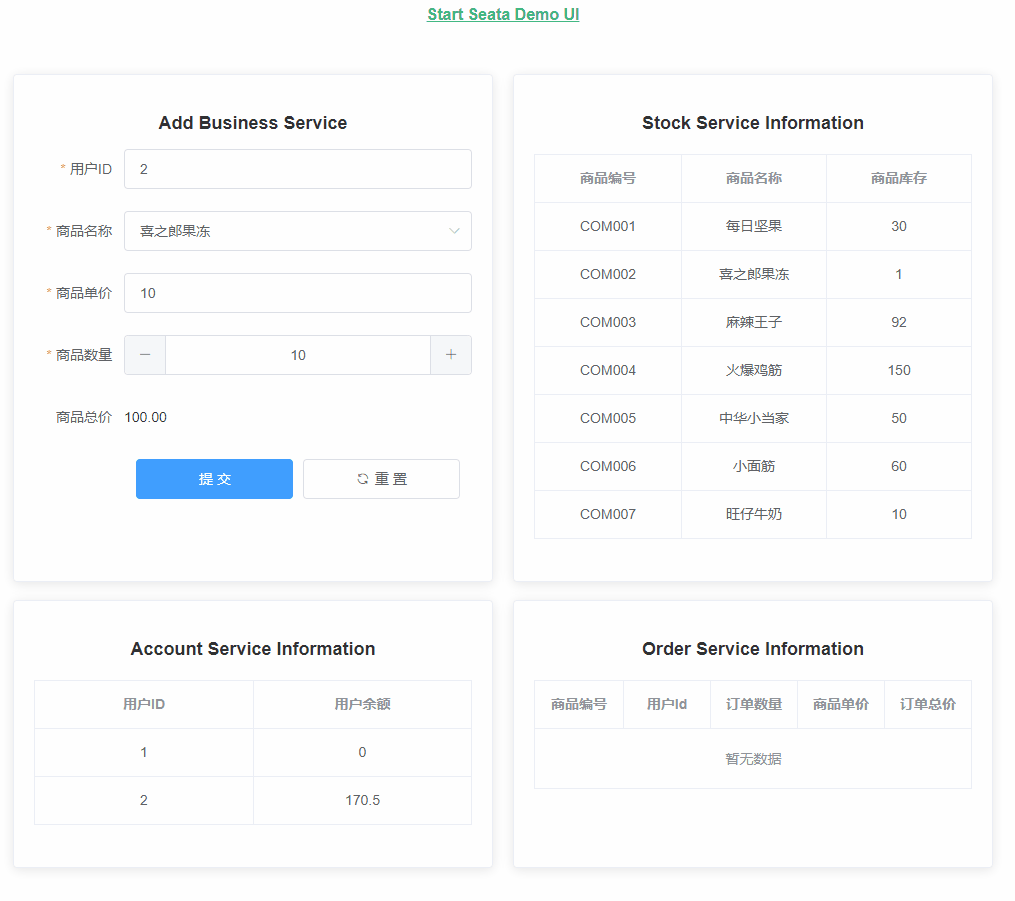 Start Seata Demo UI
Add Business Service
* 用户ID 2
* 商品名称 喜之郎果冻
* 商品单价 10
* 商品数量 − 10 +
商品总价 100.00
提 交 重 置
Stock Service Information
商品编号 商品名称 商品库存
COM001 每日坚果 30
COM002 喜之郎果冻 1
COM003 麻辣王子 92
COM004 火爆鸡筋 150
COM005 中华小当家 50
COM006 小面筋 60
COM007 旺仔牛奶 10
Account Service Information
用户ID 用户余额
1 0
2 170.5
Order Service Information
商品编号 用户Id 订单数量 商品单价 订单总价
暂无数据